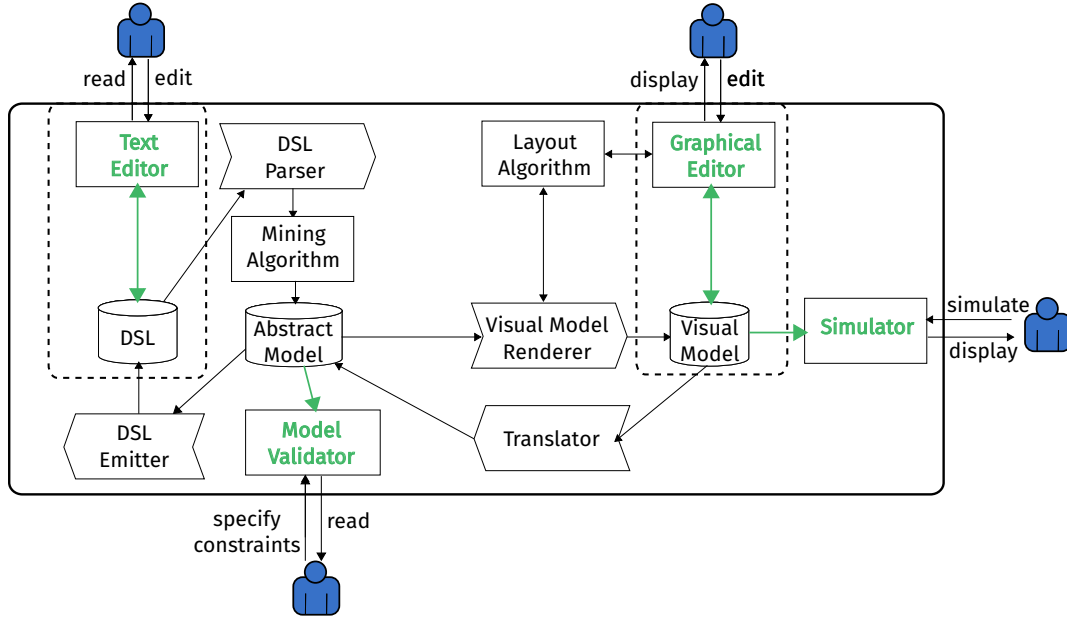 read
edit
display
edit
Text
Editor
DSL
Parser
Layout
Algorithm
Graphical
Editor
Mining
Algorithm
DSL
Abstract
Model
Visual Model
Renderer
Visual
Model
Simulator
simulate
display
DSL
Emitter
Model
Validator
Translator
specify
constraints
read